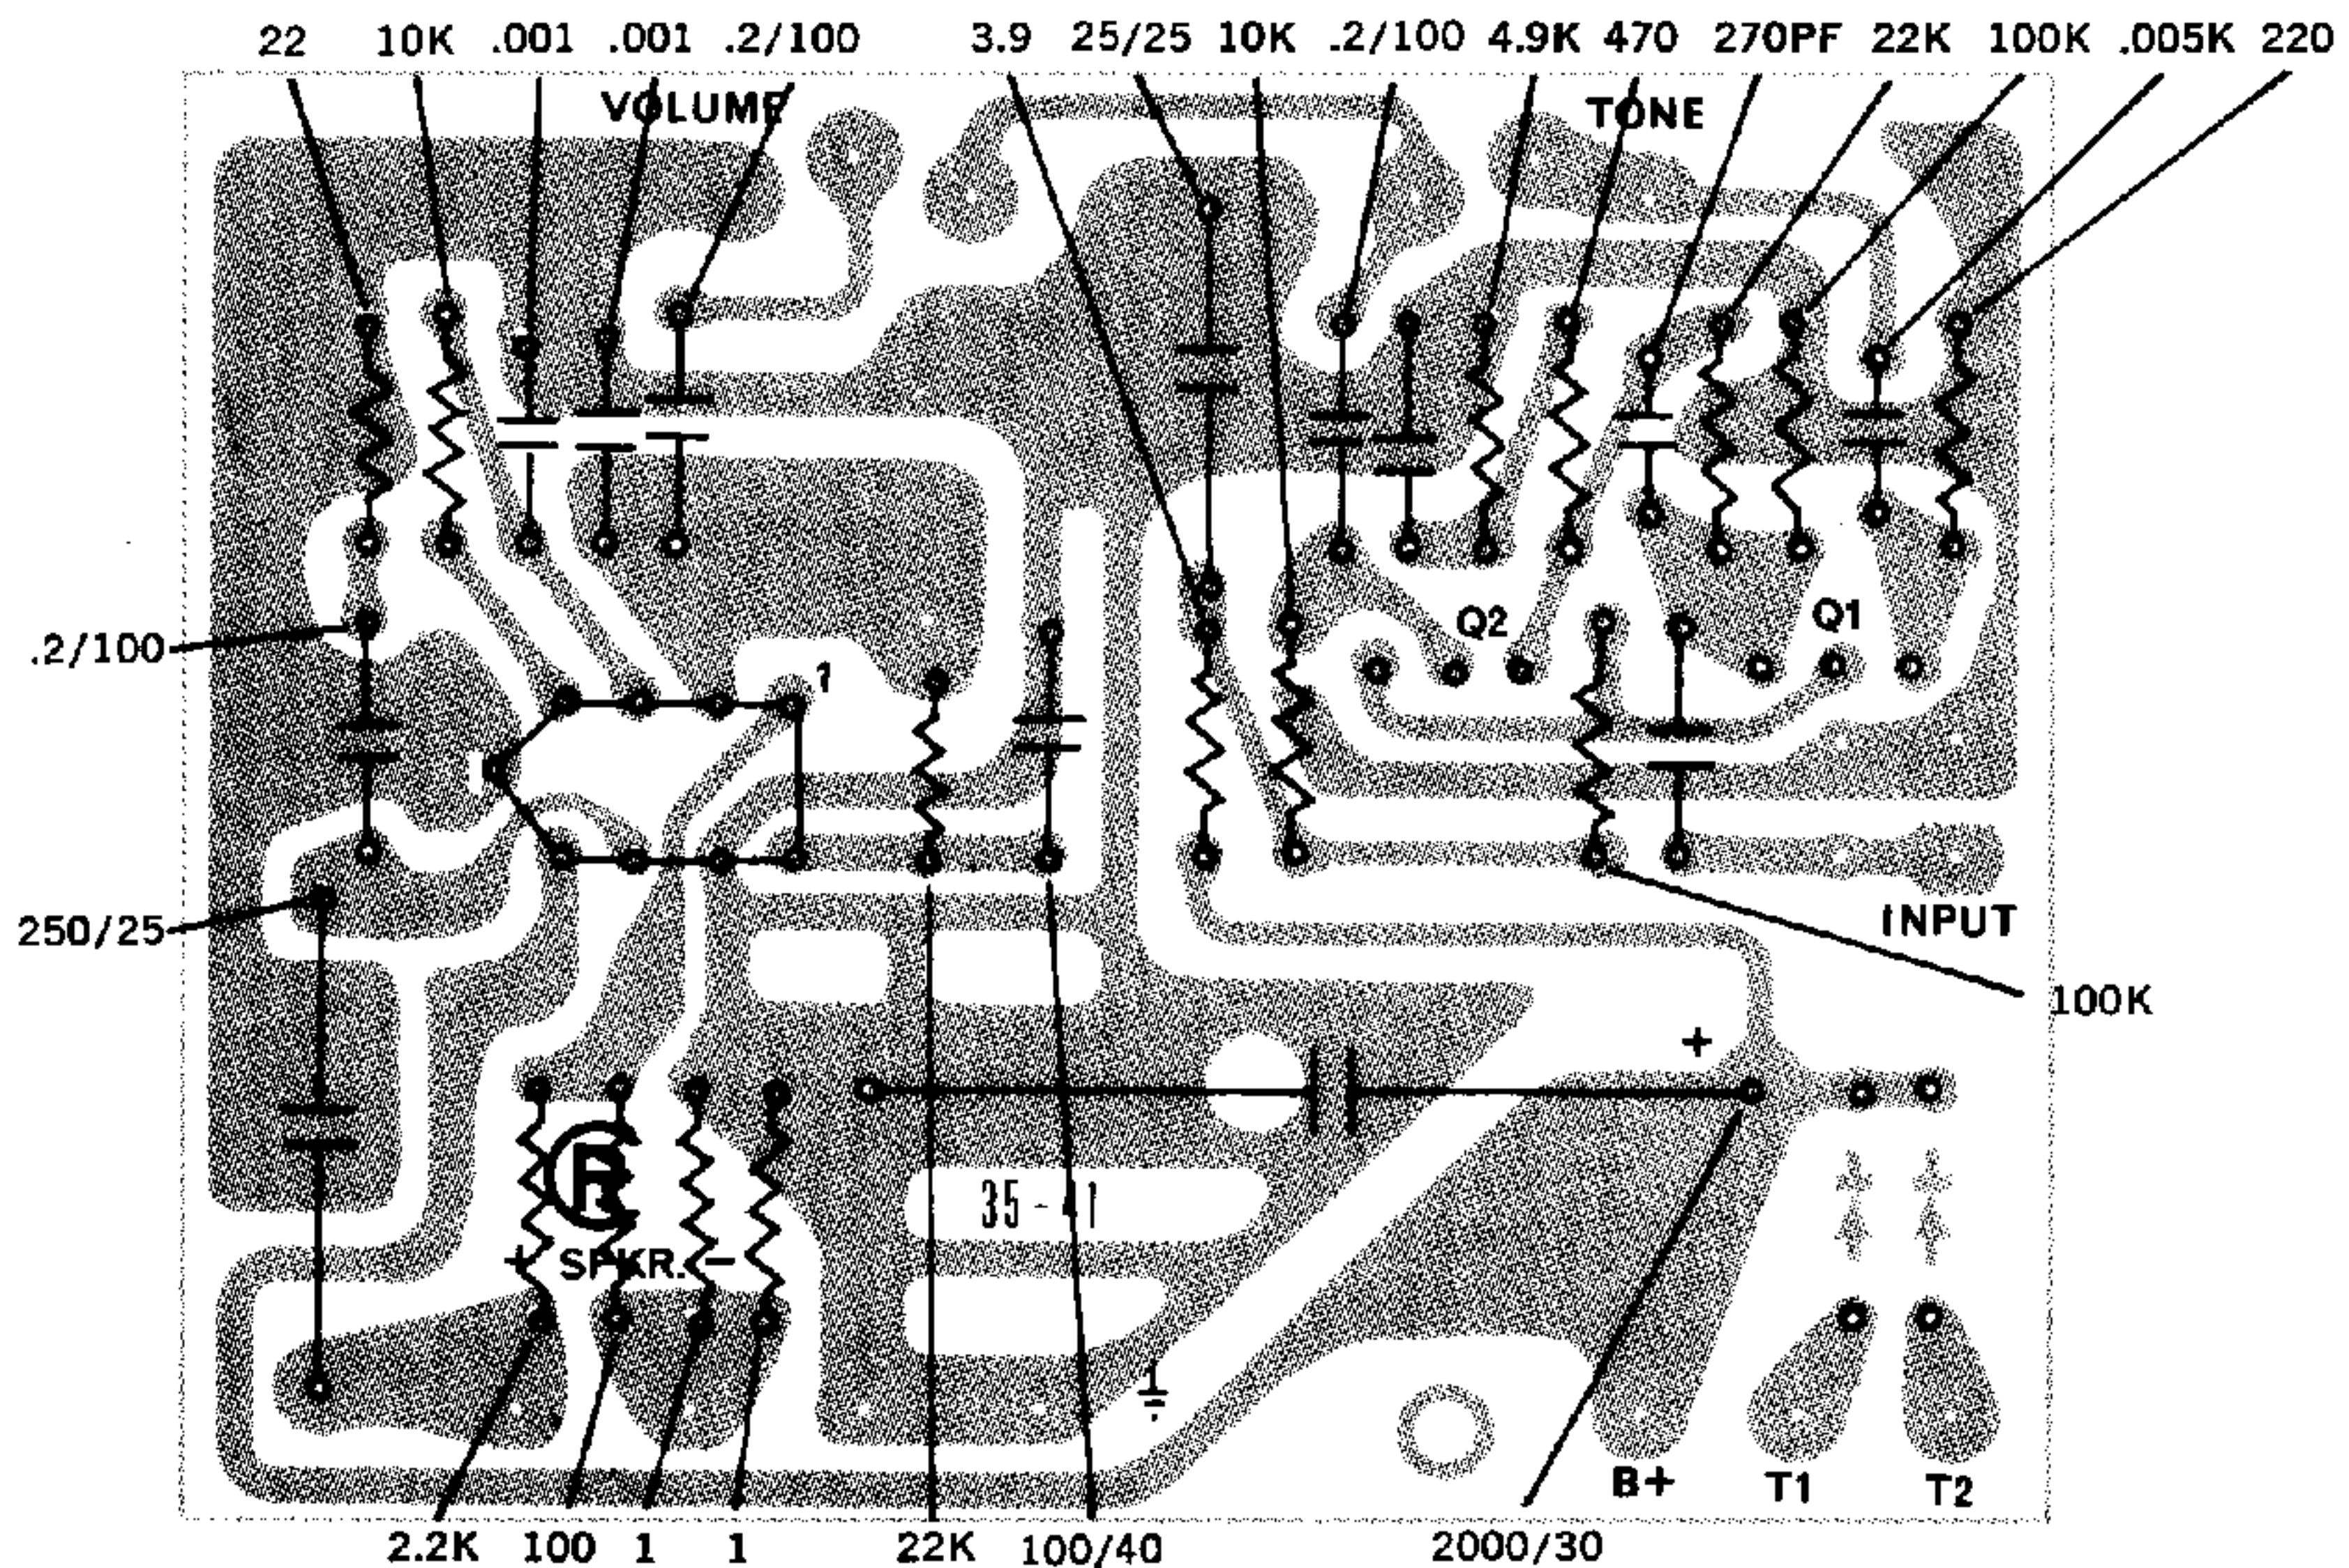 22 10K .001 .001 .2/100 3.9 25/25 10K .2/100 4.9K 470 270PF 22K 100K .005K 220
VOLUME TONE
Q2 Q1
.2/100
1
INPUT
250/25
100K
+
R
35-41
+ SPKR. -
B+ T1 T2
2.2K 100 1 1 22K 100/40 2000/30